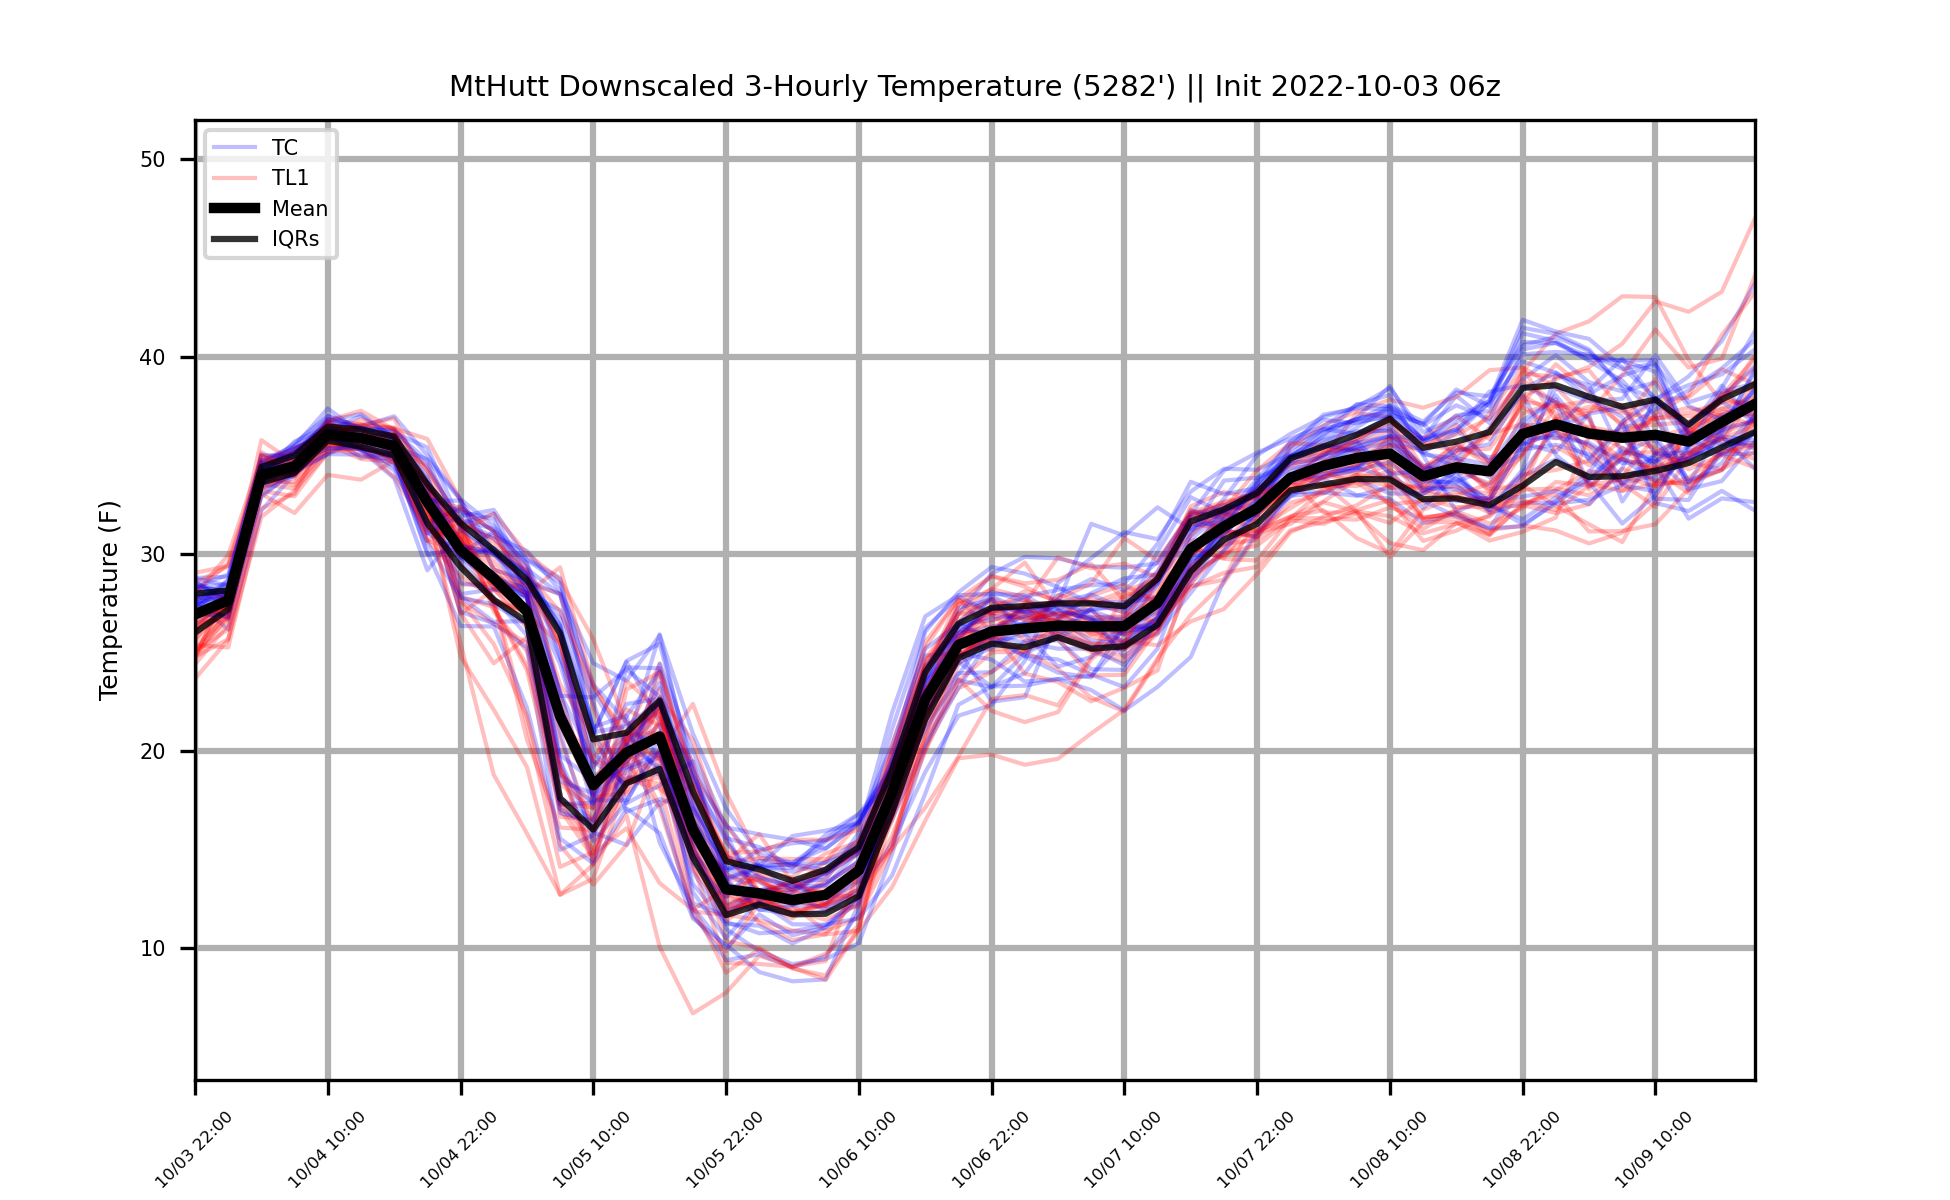 MtHutt Downscaled 3-Hourly Temperature (5282') || Init 2022-10-03 06z
TC
TL1
Mean
IQRs
Temperature (F)
50
40
30
20
10
10/03 22:00
10/04 10:00
10/04 22:00
10/05 10:00
10/05 22:00
10/06 10:00
10/06 22:00
10/07 10:00
10/07 22:00
10/08 10:00
10/08 22:00
10/09 10:00